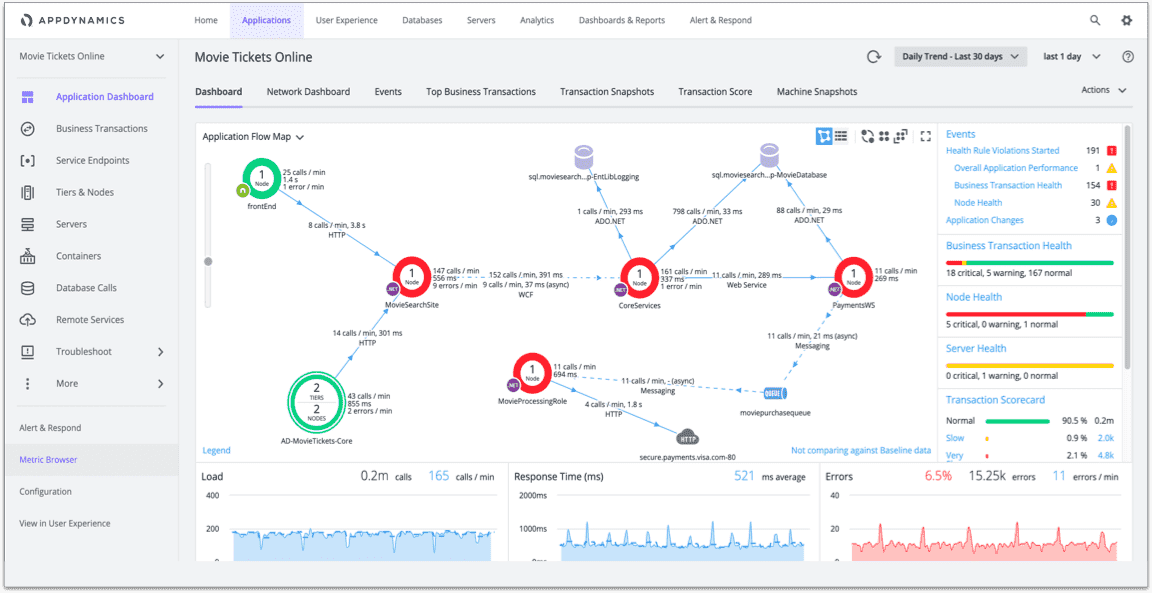 APPDYNAMICS
Home Applications User Experience Databases Servers Analytics Dashboards & Reports Alert & Respond
Movie Tickets Online
Application Dashboard
Business Transactions
Service Endpoints
Tiers & Nodes
Servers
Containers
Database Calls
Remote Services
Troubleshoot
More
Alert & Respond
Metric Browser
Configuration
View in User Experience
Movie Tickets Online
Daily Trend - Last 30 days
last 1 day
Dashboard Network Dashboard Events Top Business Transactions Transaction Snapshots Transaction Score Machine Snapshots
Actions
Application Flow Map
1
Node
25 calls / min
1.4 s
1 error / min
frontEnd
8 calls / min, 3.8 s
HTTP
sql.moviesearch...p-EntLibLogging
sql.moviesearch...p-MovieDatabase
1 calls / min, 293 ms
ADO.NET
798 calls / min, 33 ms
ADO.NET
88 calls / min, 29 ms
ADO.NET
1
Node
.NET
147 calls / min
556 ms
9 errors / min
MovieSearchSite
152 calls / min, 391 ms
9 calls / min, 37 ms (async)
WCF
1
Node
.NET
161 calls / min
337 ms
1 error / min
CoreServices
11 calls / min, 289 ms
Web Service
1
Node
.NET
11 calls / min
269 ms
PaymentsWS
14 calls / min, 301 ms
HTTP
11 calls / min, 21 ms (async)
Messaging
2
TIERS
2
NODES
43 calls / min
855 ms
2 errors / min
AD-MovieTickets-Core
1
Node
.NET
11 calls / min
694 ms
MovieProcessingRole
11 calls / min, - (async)
Messaging
QUEUE
moviepurchasequeue
4 calls / min, 1.8 s
HTTP
HTTP
secure.payments.visa.com-80
Legend
Not comparing against Baseline data
Events
Health Rule Violations Started 191 !
Overall Application Performance 1
Business Transaction Health 154 !
Node Health 30
Application Changes 3
Business Transaction Health
18 critical, 5 warning, 167 normal
Node Health
5 critical, 0 warning, 1 normal
Server Health
0 critical, 1 warning, 0 normal
Transaction Scorecard
Normal 90.5 % 0.2m
Slow 0.9 % 2.0k
Very 2.1 % 4.8k
Load 0.2m calls 165 calls / min
400
200
0
Response Time (ms) 521 ms average
2000ms
1000ms
0ms
Errors 6.5% 15.25k errors 11 errors / min
40
20
0